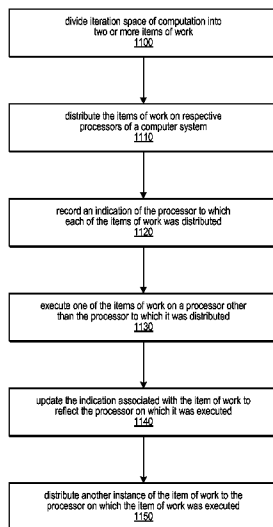 divide iteration space of computation into
two or more items of work
1100
distribute the items of work on respective
processors of a computer system
1110
record an indication of the processor to which
each of the items of work was distributed
1120
execute one of the items of work on a processor other
than the processor to which it was distributed
1130
update the indication associated with the item of work to
reflect the processor on which it was executed
1140
distribute another instance of the item of work to the
processor on which the item of work was executed
1150